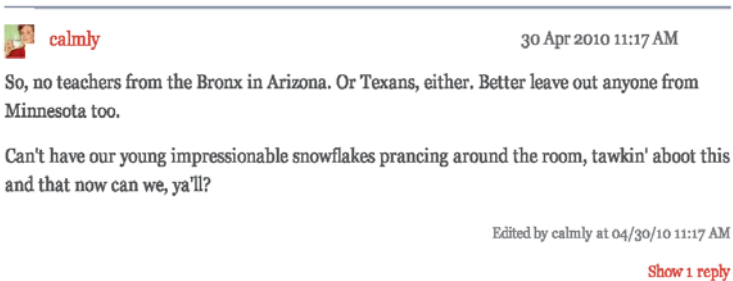 calmly
30 Apr 2010 11:17 AM
So, no teachers from the Bronx in Arizona. Or Texans, either. Better leave out anyone from
Minnesota too.
Can't have our young impressionable snowflakes prancing around the room, tawkin' aboot this
and that now can we, ya'll?
Edited by calmly at 04/30/10 11:17 AM
Show 1 reply